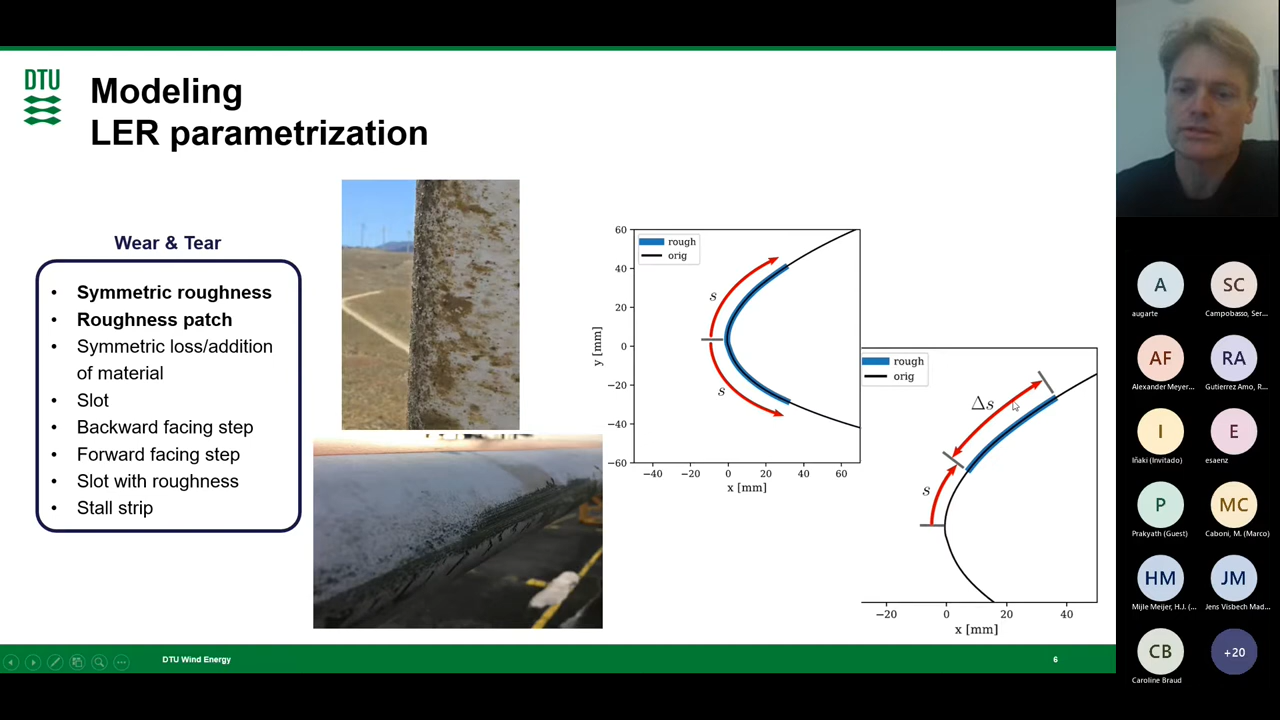 DTU
Modeling
LER parametrization
Wear & Tear
• Symmetric roughness
• Roughness patch
• Symmetric loss/addition
of material
• Slot
• Backward facing step
• Forward facing step
• Slot with roughness
• Stall strip
rough
orig
60
40
20
0
−20
−40
−60
y [mm]
s
s
−40 −20 0 20 40 60
x [mm]
rough
orig
Δs
s
−20 0 20 40
x [mm]
DTU Wind Energy
6
A
augarte
SC
Campobasso, Ser...
AF
Alexander Meyer...
RA
Gutierrez Amo, R...
I
Iñaki (Invitado)
E
esaenz
P
Prakyath (Guest)
MC
Caboni, M. (Marco)
HM
Mijle Meijer, H.J. (...
JM
Jens Visbech Mad...
CB
Caroline Braud
+20